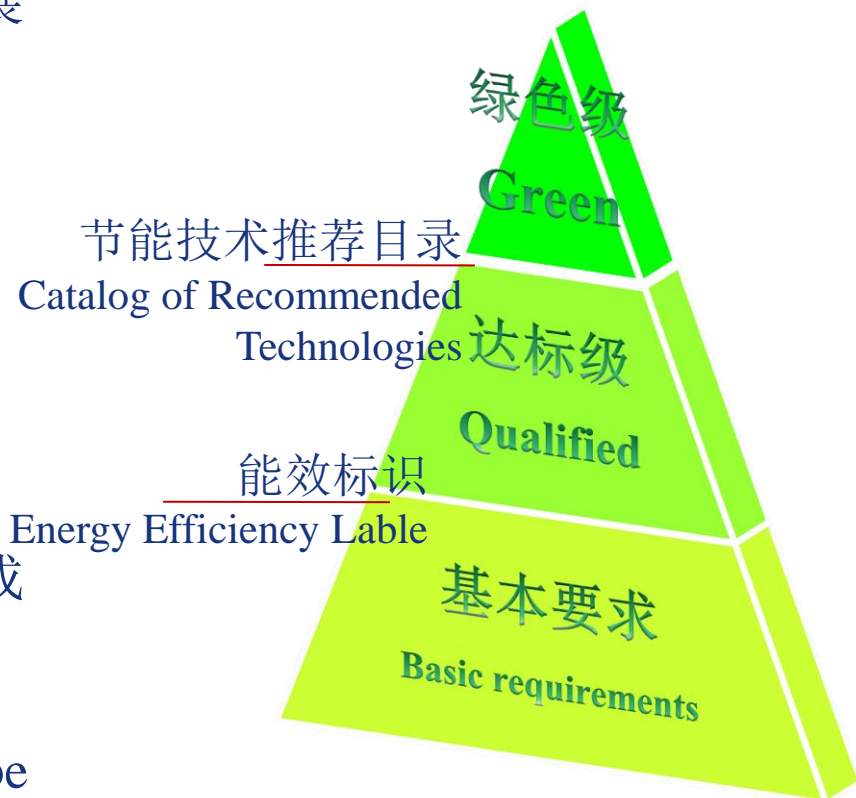 绿色级
Green
节能技术推荐目录
Catalog of Recommended
Technologies
达标级
Qualified
能效标识
Energy Efficiency Lable
基本要求
Basic requirements